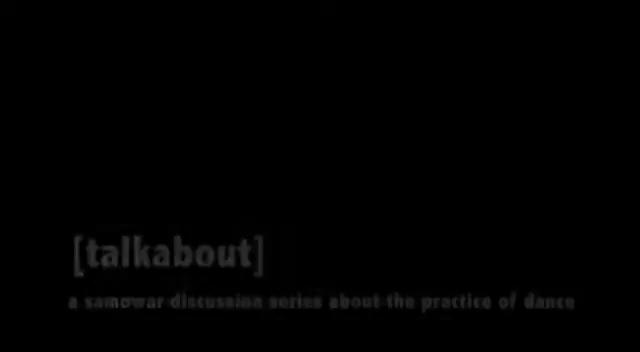 [talkabout]
a samowar discussion series about the practice of dance